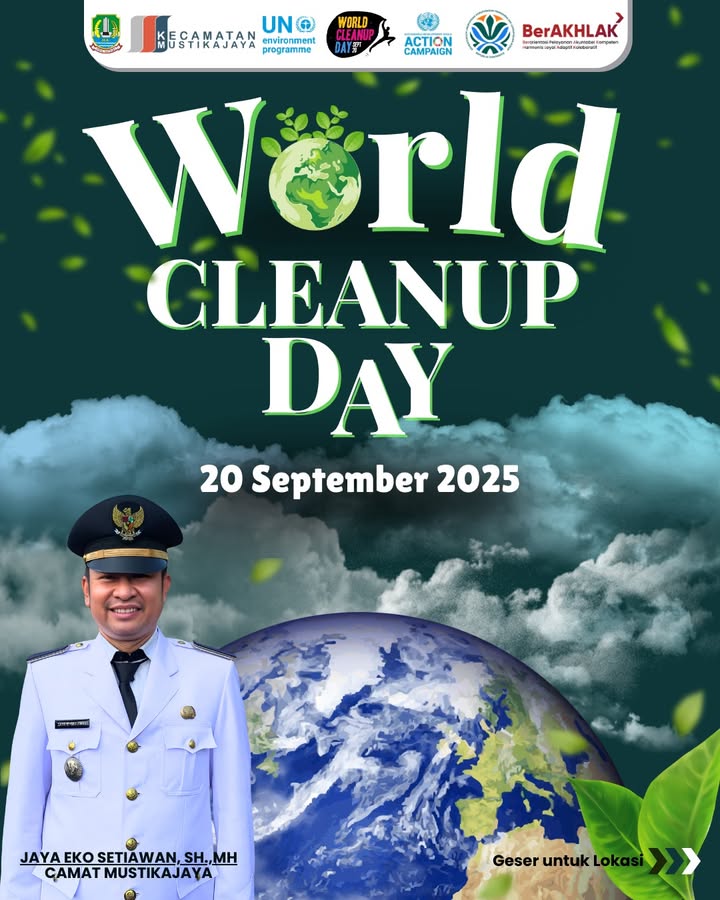 KECAMATAN
MUSTIKAJAYA
UN
environment
programme
WORLD
CLEANUP
DAY
ACTION
CAMPAIGN
BerAKHLAK
World
CLEANUP
DAY
20 September 2025
JAYA EKO SETIAWAN, SH.,MH
CAMAT MUSTIKAJAYA
Geser untuk Lokasi